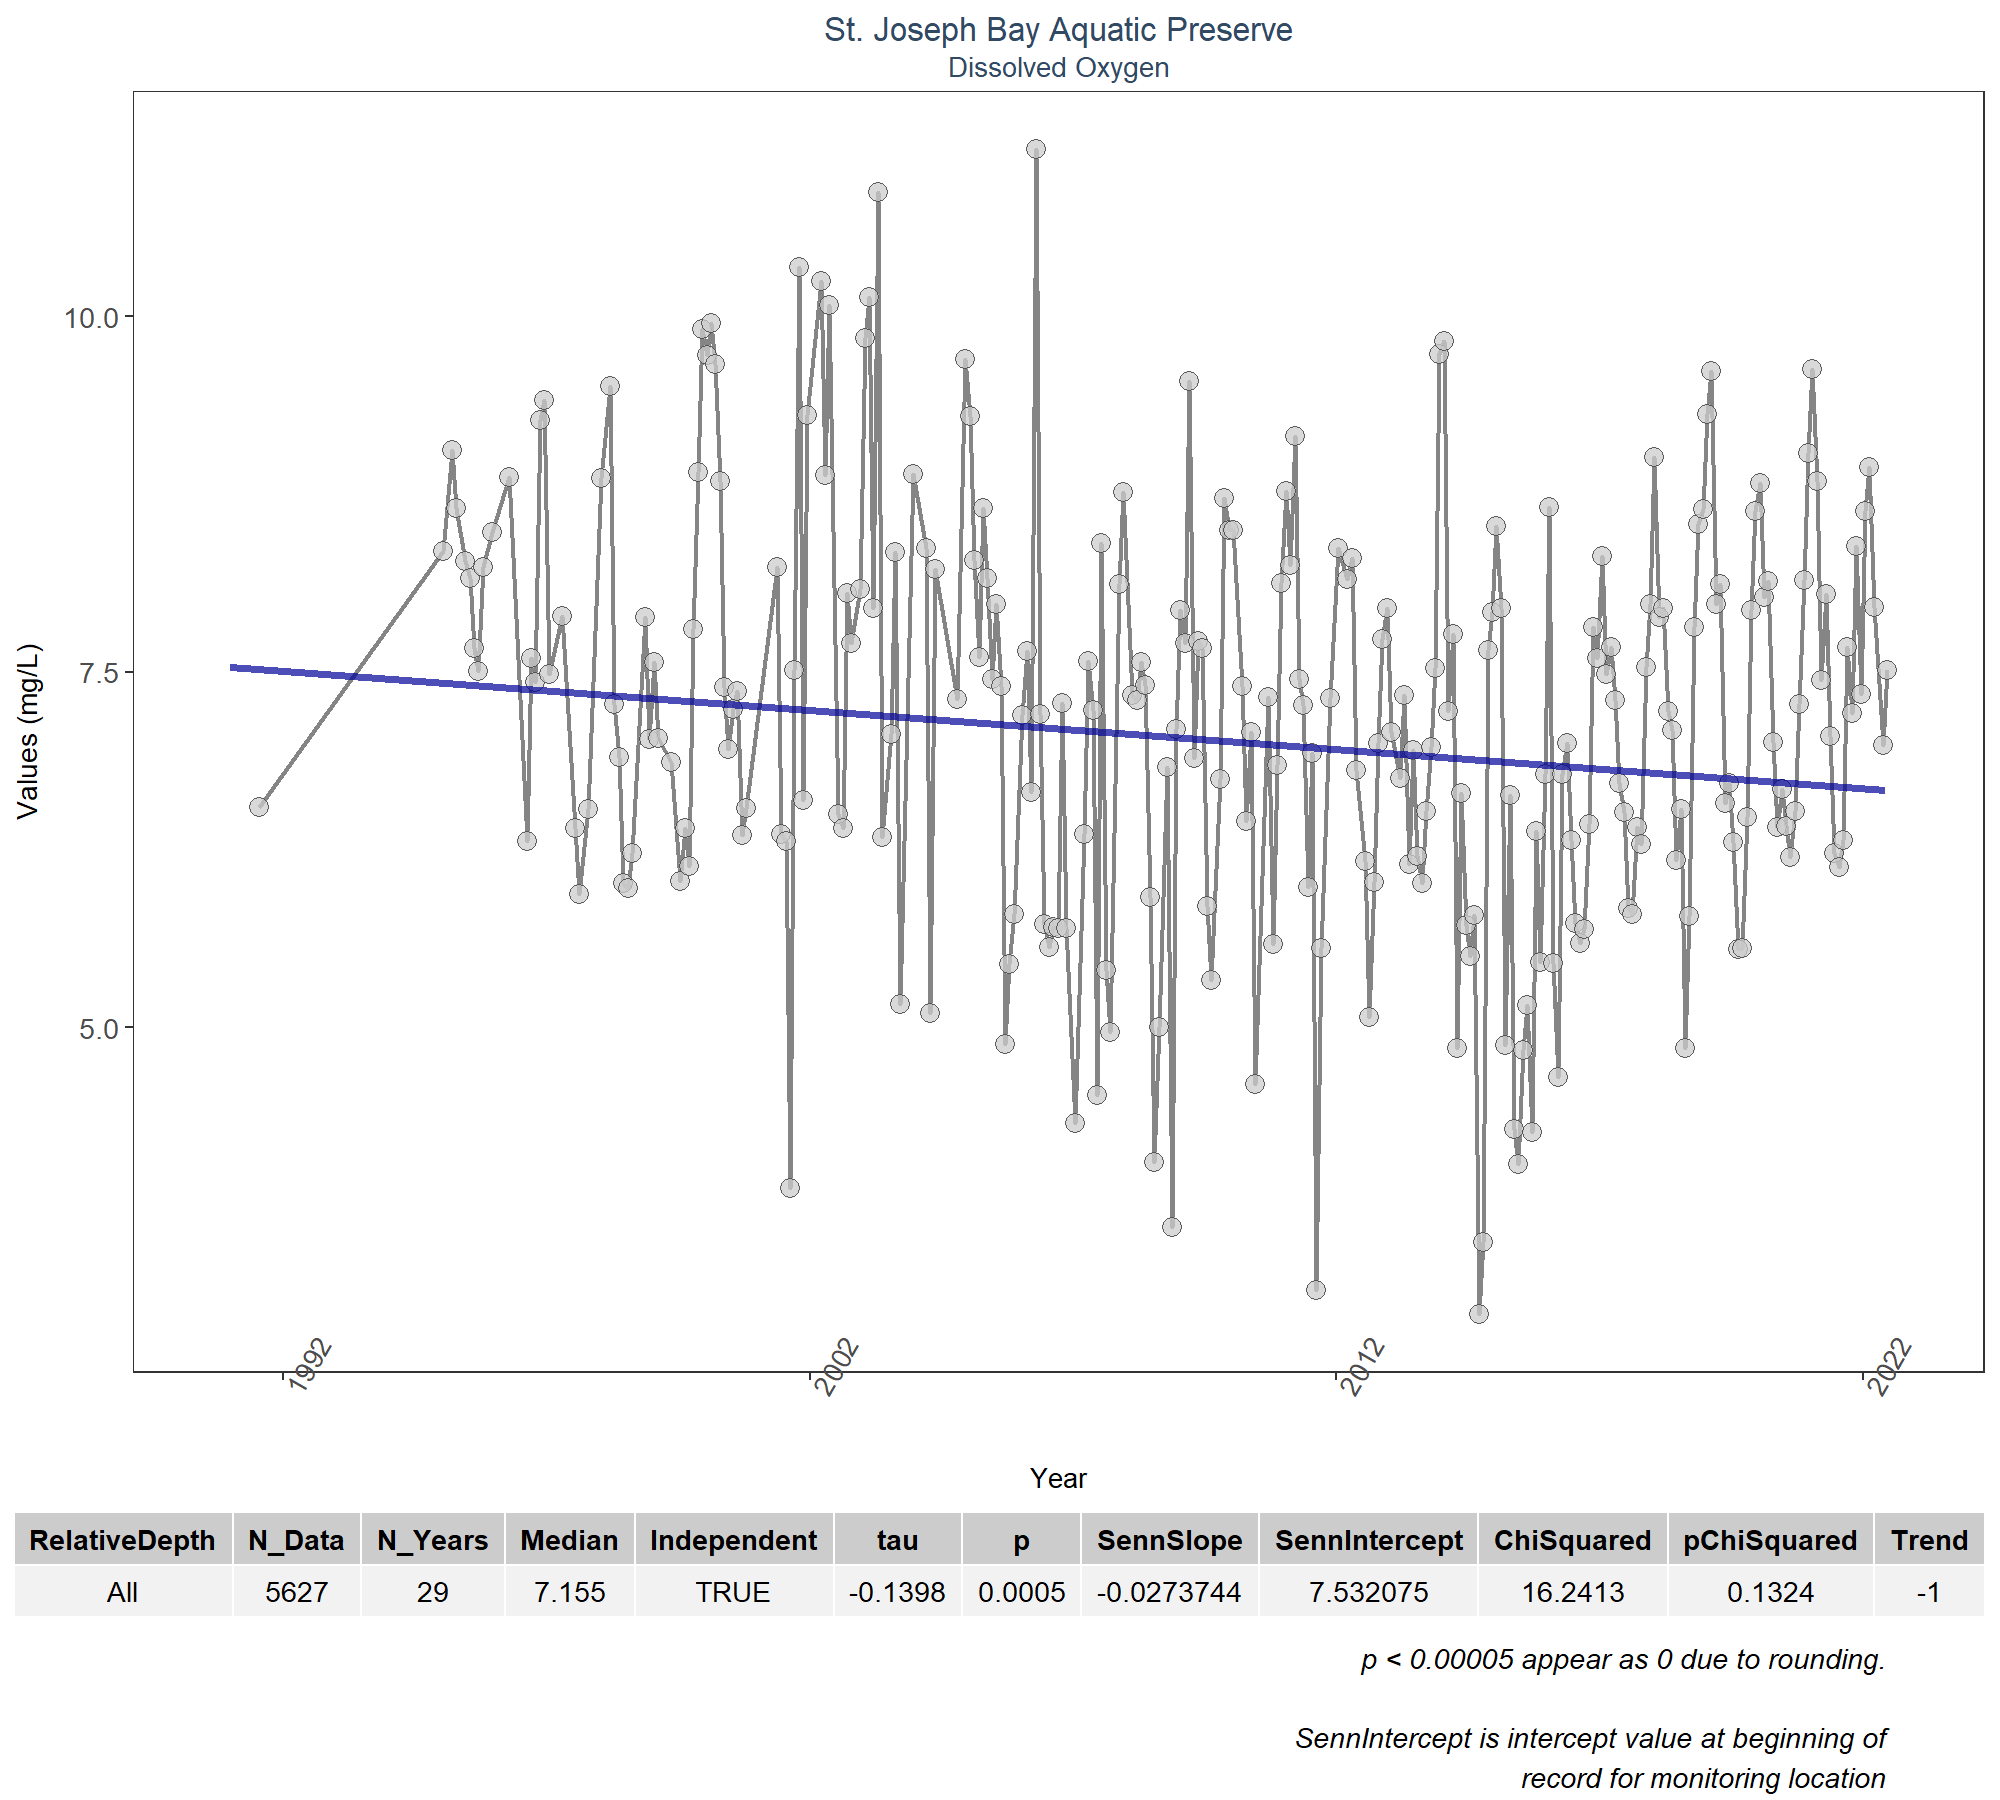 St. Joseph Bay Aquatic Preserve
Dissolved Oxygen
Values (mg/L)
10.0
7.5
5.0
1992 2002 2012 2022
Year
RelativeDepth N_Data N_Years Median Independent tau p SennSlope SennIntercept ChiSquared pChiSquared Trend
All 5627 29 7.155 TRUE -0.1398 0.0005 -0.0273744 7.532075 16.2413 0.1324 -1
p < 0.00005 appear as 0 due to rounding.
SennIntercept is intercept value at beginning of
record for monitoring location